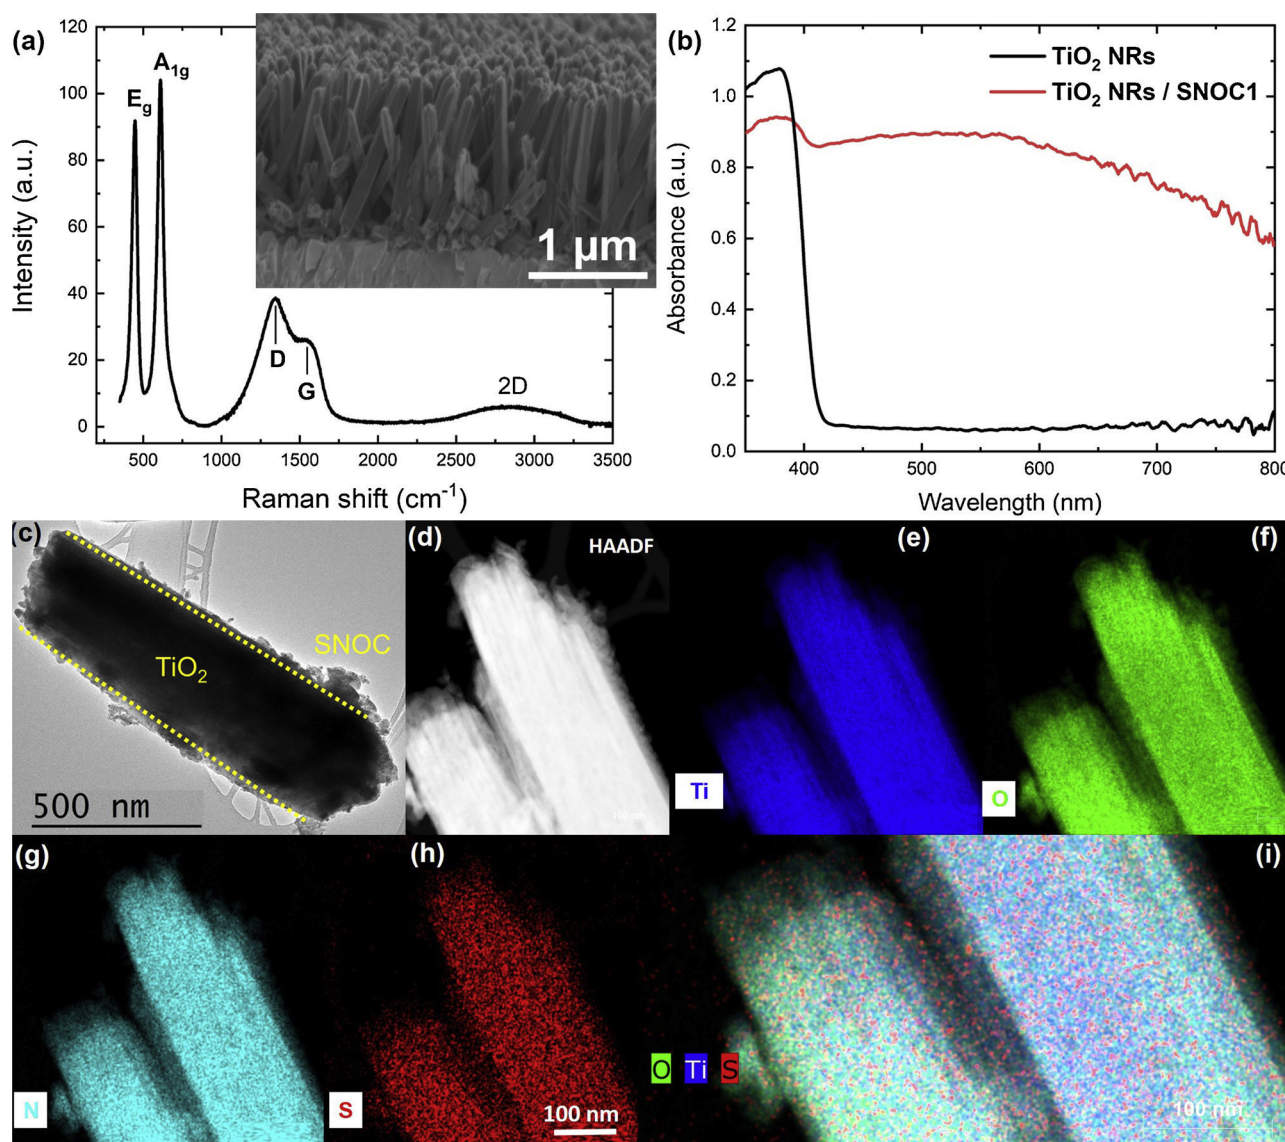 (a)
120
100
80
60
40
20
0
Intensity (a.u.)
E_g
A_1g
D
G
2D
1 μm
500
1000
1500
2000
2500
3000
3500
Raman shift (cm⁻¹)
(b)
1.2
1.0
0.8
0.6
0.4
0.2
0.0
Absorbance (a.u.)
TiO₂ NRs
TiO₂ NRs / SNOC1
400
500
600
700
800
Wavelength (nm)
(c)
SNOC
TiO₂
500 nm
(d)
HAADF
100 nm
(e)
Ti
(f)
O
(g)
N
(h)
S
100 nm
(i)
O Ti S
100 nm